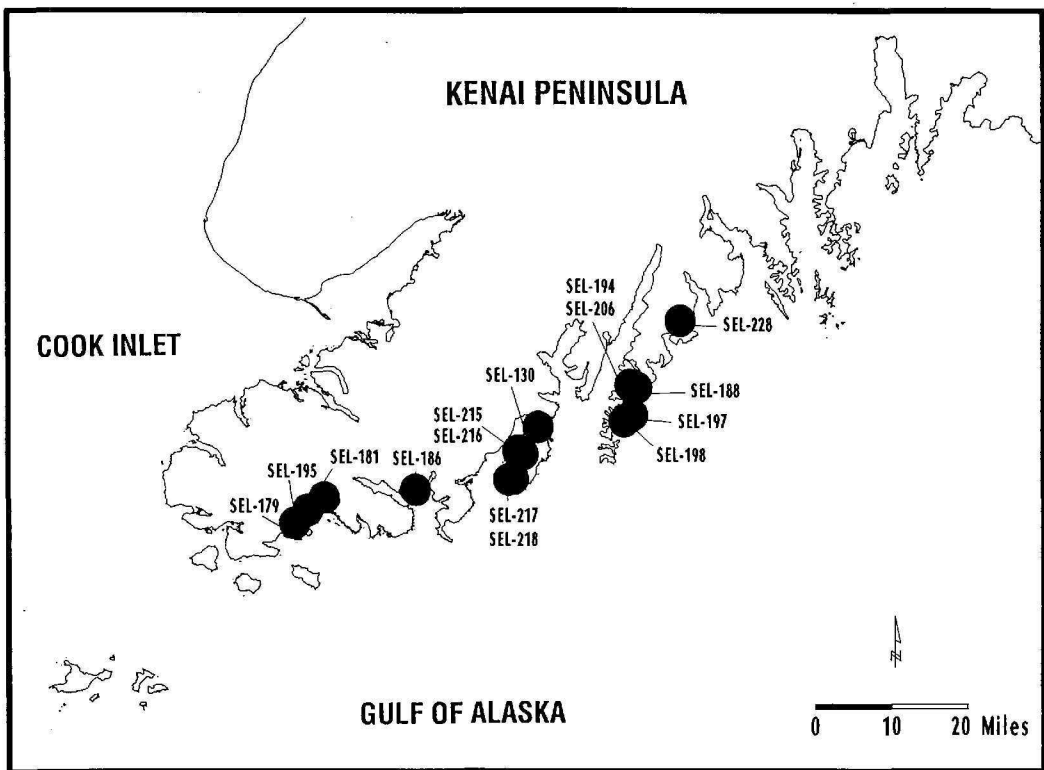 KENAI PENINSULA
SEL-194
SEL-206
SEL-228
COOK INLET
SEL-130
SEL-188
SEL-215
SEL-216
SEL-197
SEL-198
SEL-195
SEL-181
SEL-186
SEL-179
SEL-217
SEL-218
N
GULF OF ALASKA
0 10 20 Miles